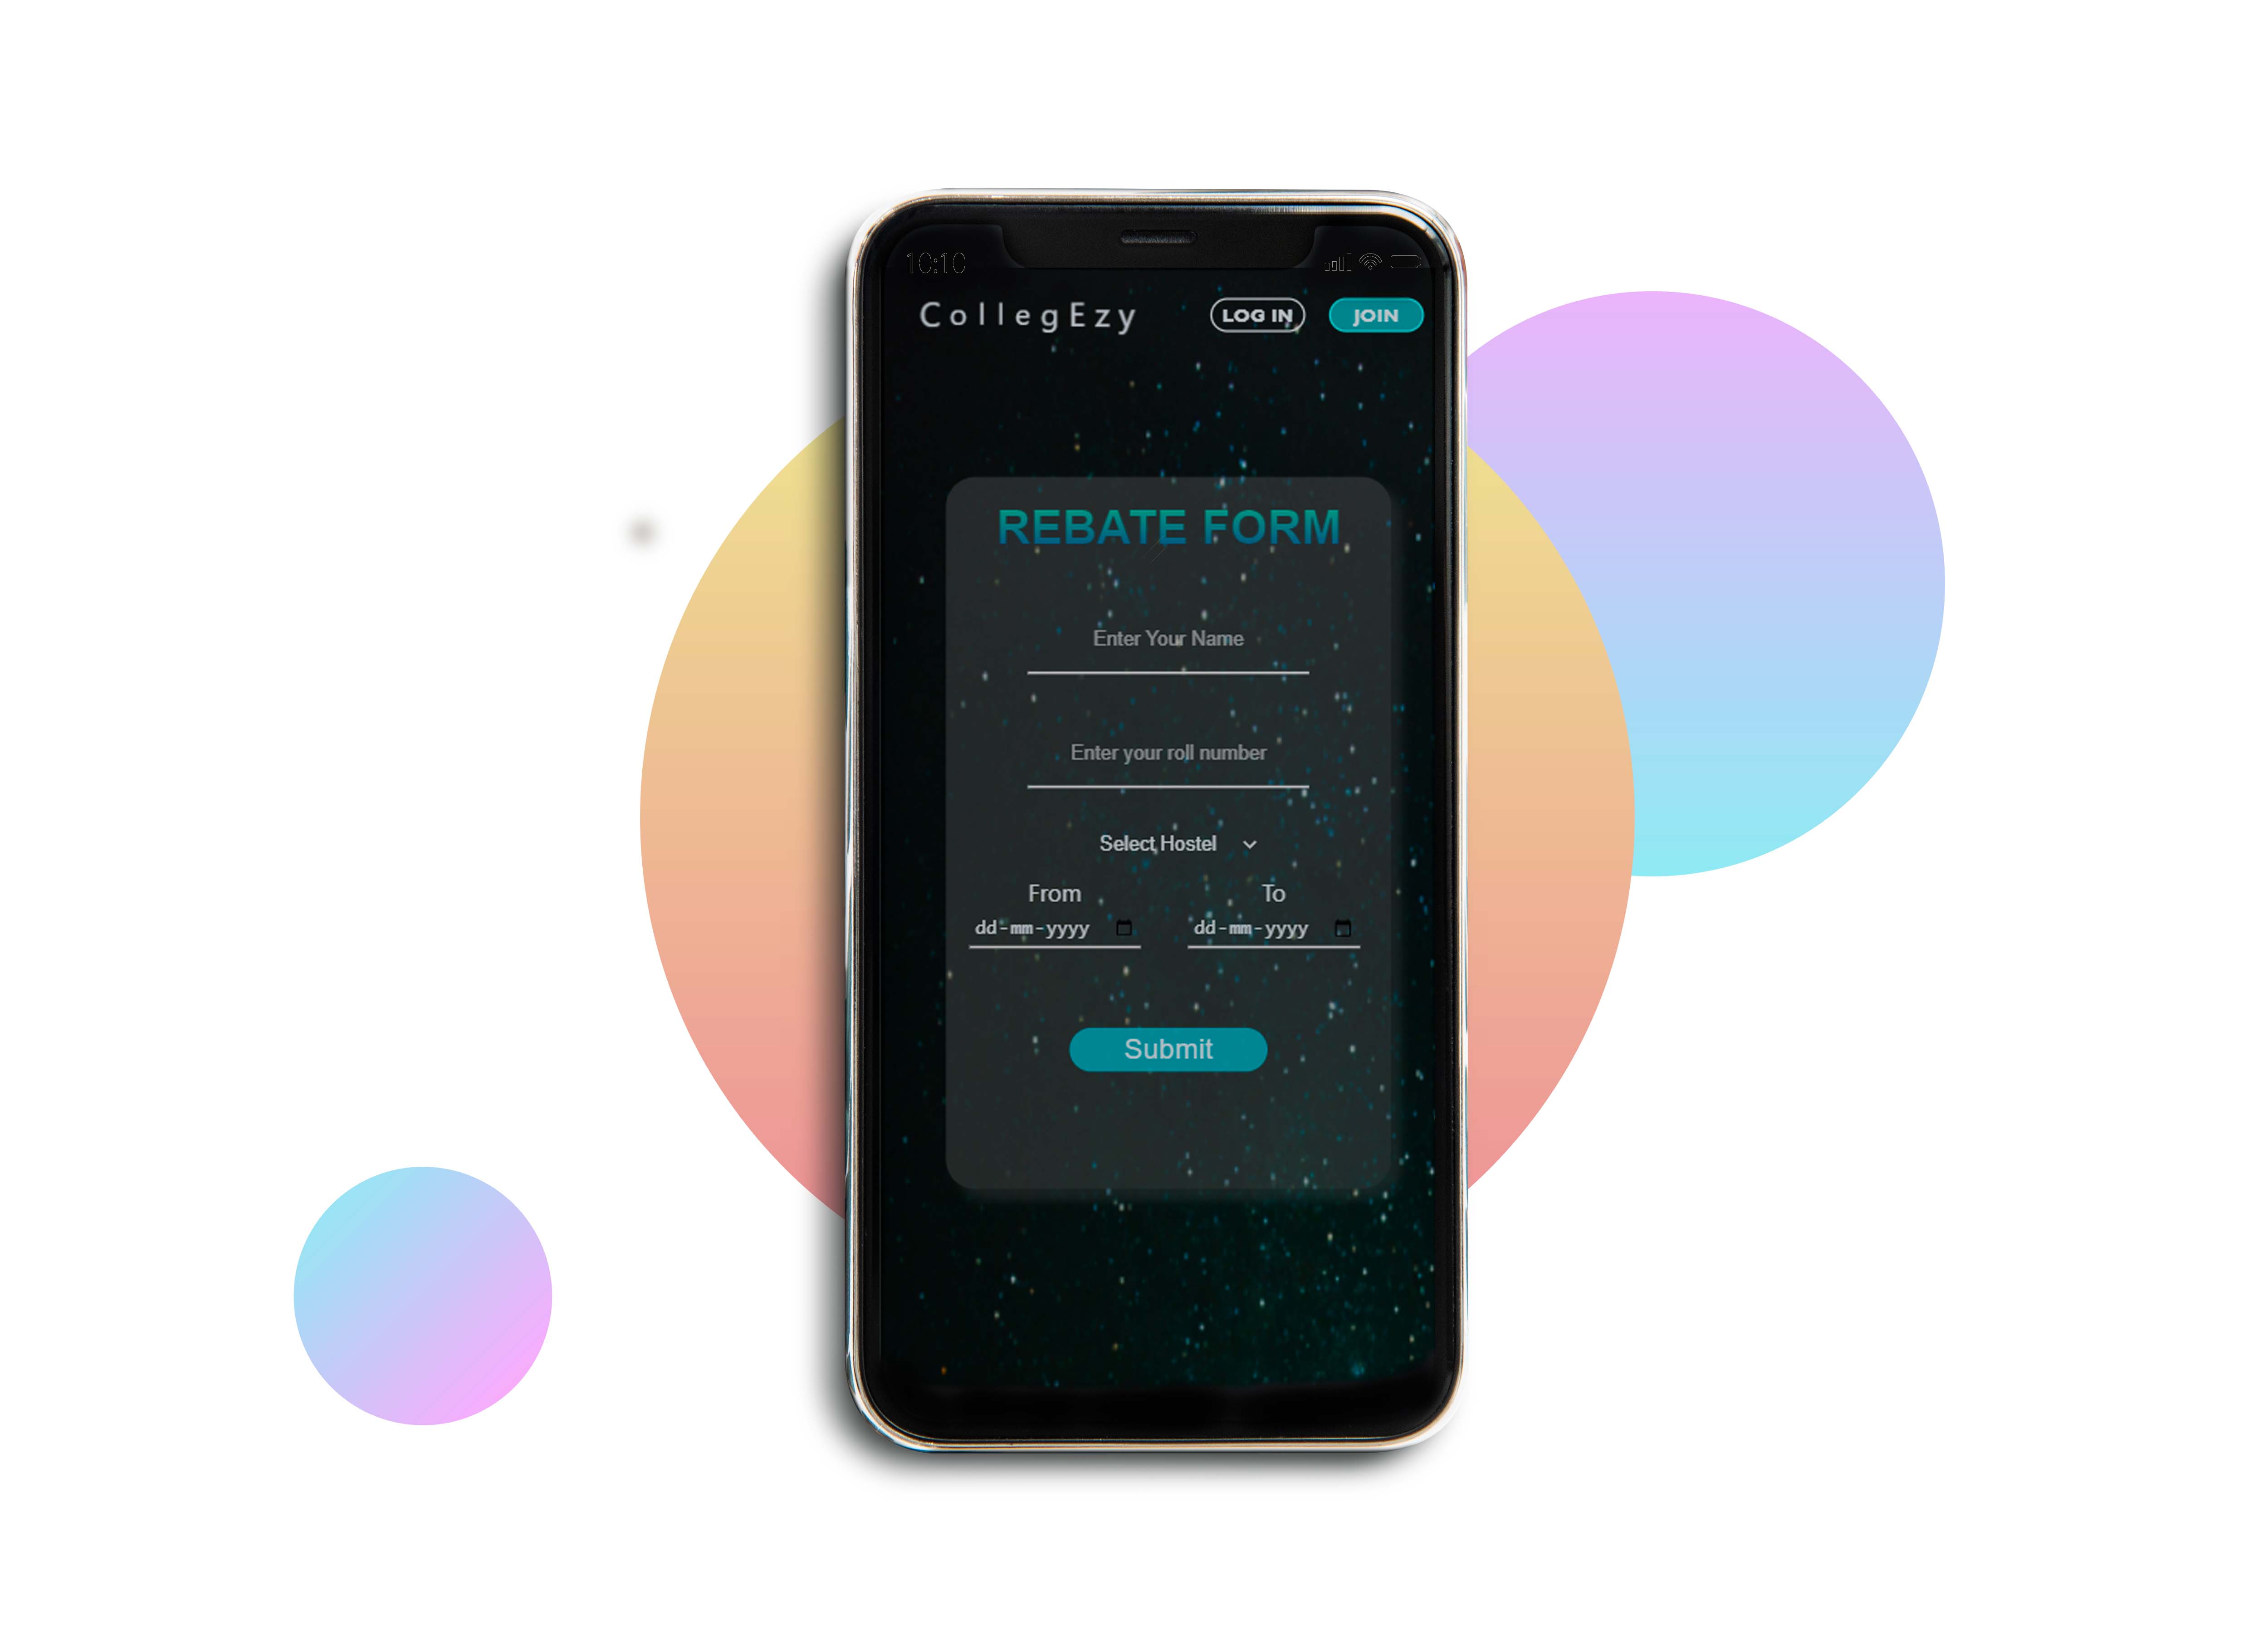 10:10
CollegEzy LOG IN JOIN
REBATE FORM
Enter Your Name
Enter your roll number
Select Hostel
From To
dd-mm-yyyy dd-mm-yyyy
Submit